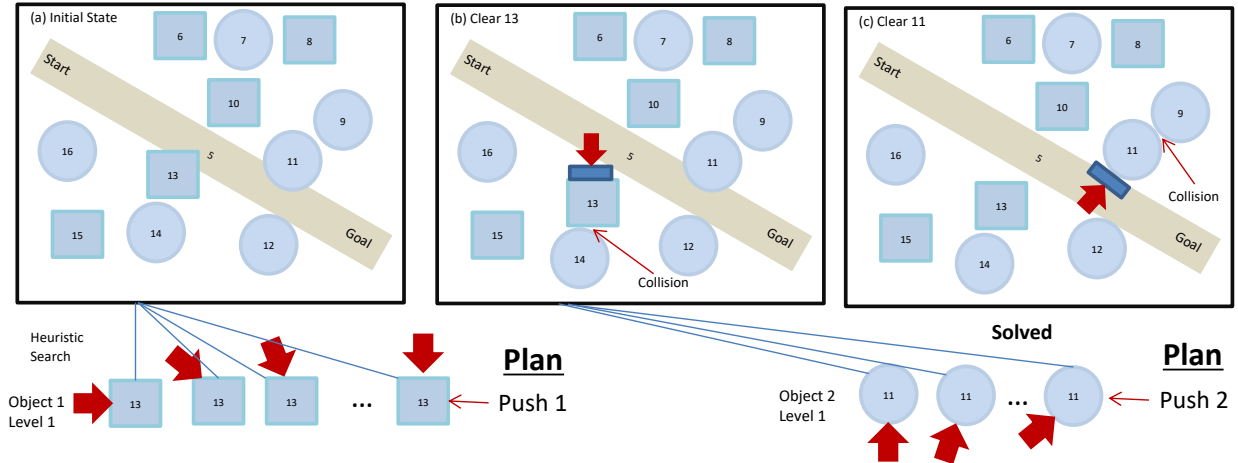 (a) Initial State
6
7
8
Start
10
9
16
5
11
13
15
14
12
Goal
(b) Clear 13
6
7
8
Start
10
9
16
5
11
13
15
12
14
Goal
Collision
(c) Clear 11
6
7
8
Start
10
9
16
5
11
Collision
13
15
12
14
Goal
Heuristic
Search
Plan
Object 1
Level 1
13
13
13
...
13
Push 1
Solved
Plan
Object 2
Level 1
11
11
...
11
Push 2